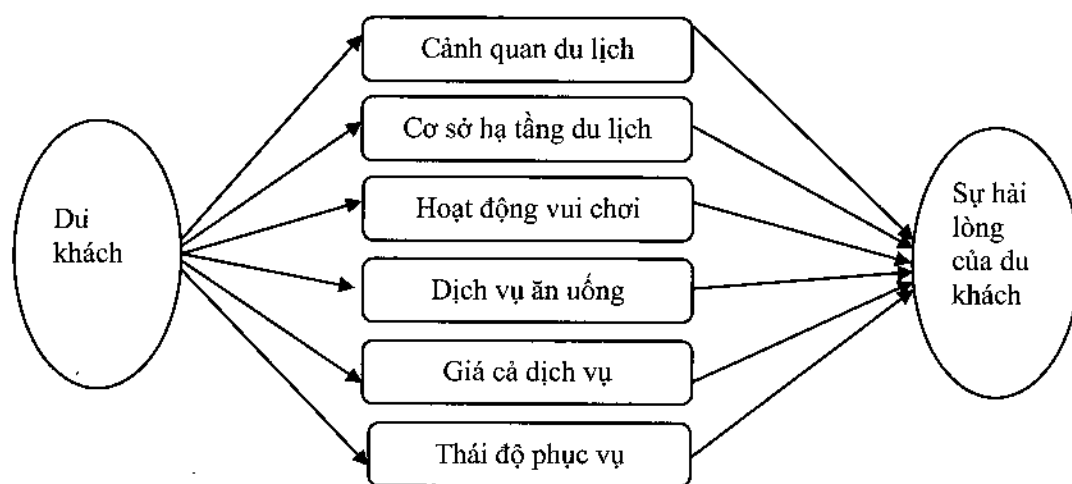 Du
khách
Cảnh quan du lịch
Cơ sở hạ tầng du lịch
Hoạt động vui chơi
Dịch vụ ăn uống
Giá cả dịch vụ
Thái độ phục vụ
Sự hải
lòng
của du
khách